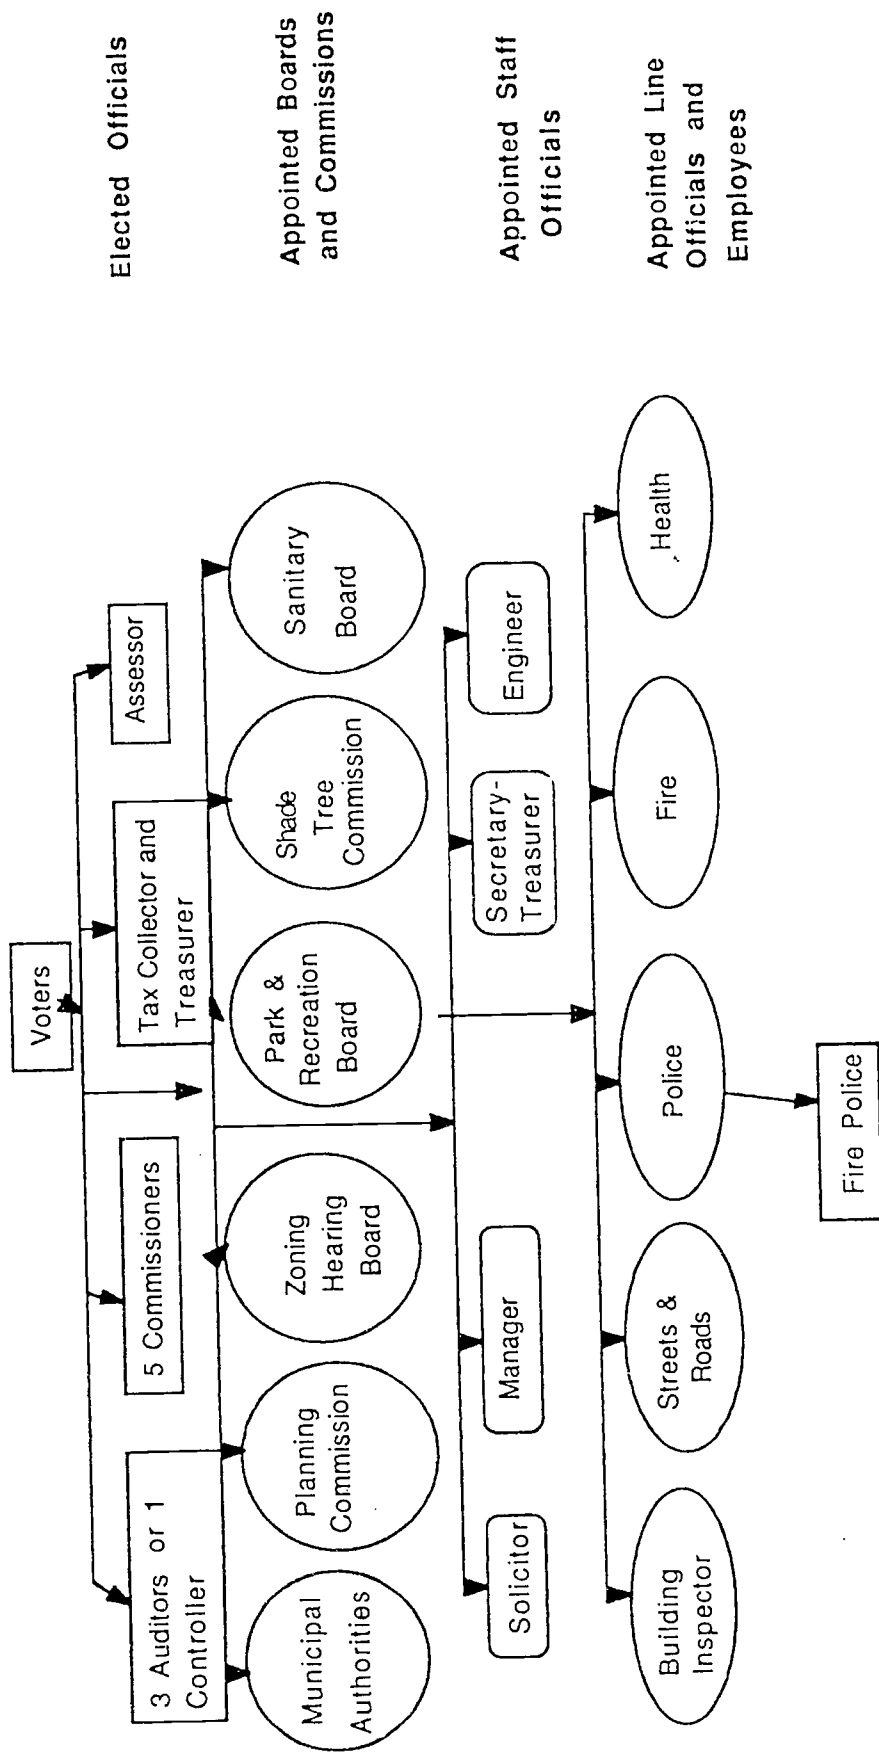 Voters
3 Auditors or 1
Controller
5 Commissioners
Tax Collector and
Treasurer
Assessor
Elected Officials
Municipal
Authorities
Planning
Commission
Zoning
Hearing
Board
Park &
Recreation
Board
Shade
Tree
Commission
Sanitary
Board
Appointed Boards
and Commissions
Solicitor
Manager
Secretary-
Treasurer
Engineer
Appointed Staff
Officials
Building
Inspector
Streets &
Roads
Police
Fire
Health
Appointed Line
Officials and
Employees
Fire Police